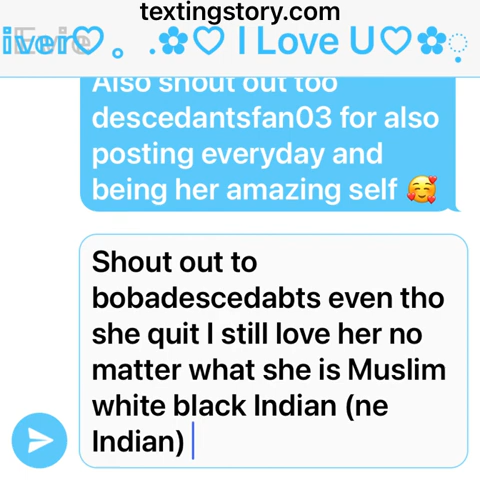 textingstory.com
♡ 。.✿♡ I Love U♡✿
Also shout out too
descedantsfan03 for also
posting everyday and
being her amazing self 🥰
Shout out to
bobadescedabts even tho
she quit I still love her no
matter what she is Muslim
white black Indian (ne
Indian)